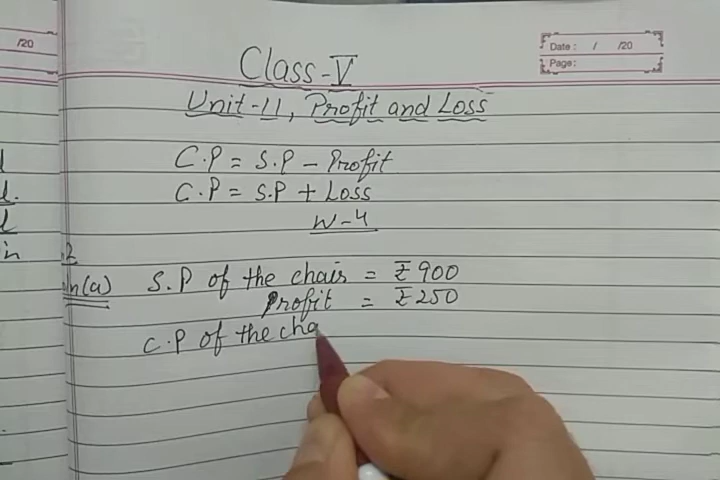 /20
Date : / /20
Page:
Class-V
Unit-11, Profit and Loss
C.P = S.P - Profit
C.P = S.P + Loss
W-4
S.P of the chair = ₹ 900
Profit = ₹ 250
C.P of the cha